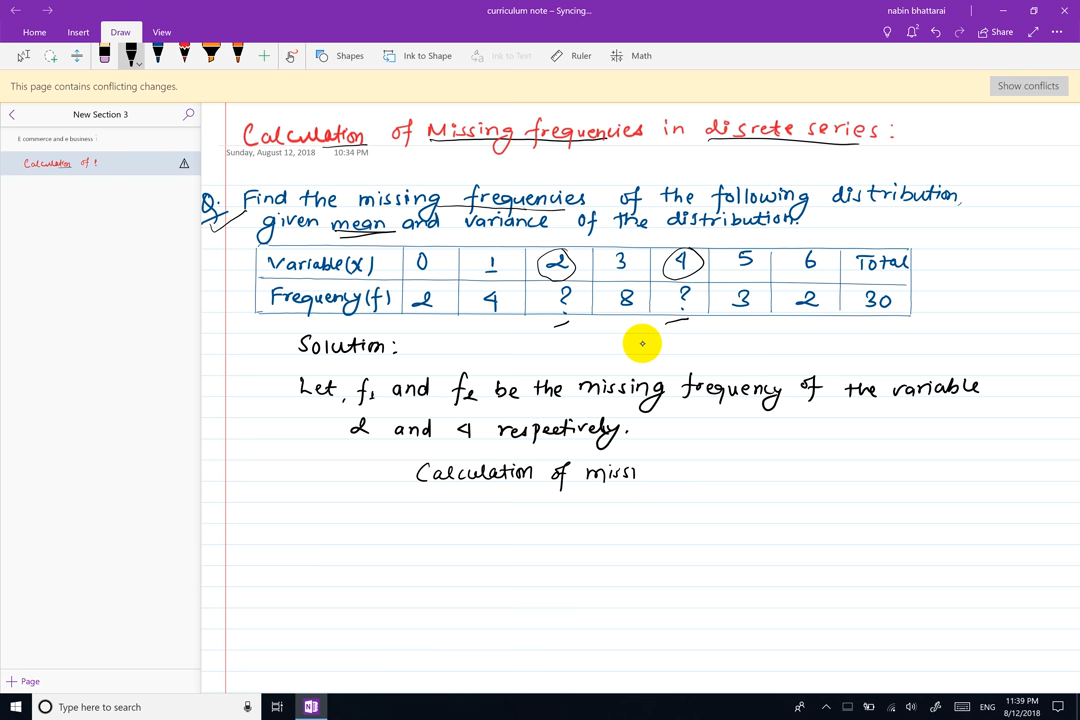 curriculum note – Syncing...
nabin bhattarai
Home Insert Draw View
Share
Shapes Ink to Shape Ink to Text Ruler Math
This page contains conflicting changes. Show conflicts
New Section 3
E commerce and e business
Calculation of f
Calculation of Missing frequencies in disrete series:
Sunday, August 12, 2018 10:34 PM
Q. Find the missing frequencies of the following distribution,
given mean and variance of the distribution.
Variable(x) 0 1 2 3 4 5 6 Total
Frequency(f) 2 4 ? 8 ? 3 2 30
Solution:
Let, f1 and f2 be the missing frequency of the variable
2 and 4 respectively.
Calculation of missi
+ Page
Type here to search
ENG
11:39 PM
8/12/2018